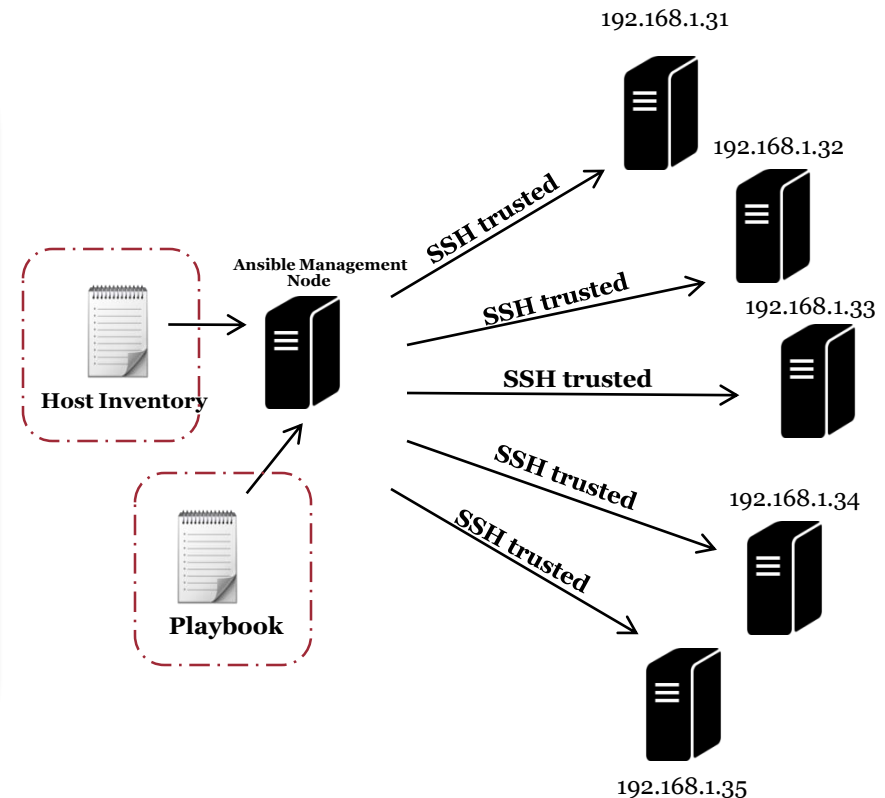 192.168.1.31
192.168.1.32
SSH trusted
Ansible Management
Node
SSH trusted
192.168.1.33
Host Inventory
SSH trusted
SSH trusted
192.168.1.34
SSH trusted
Playbook
192.168.1.35